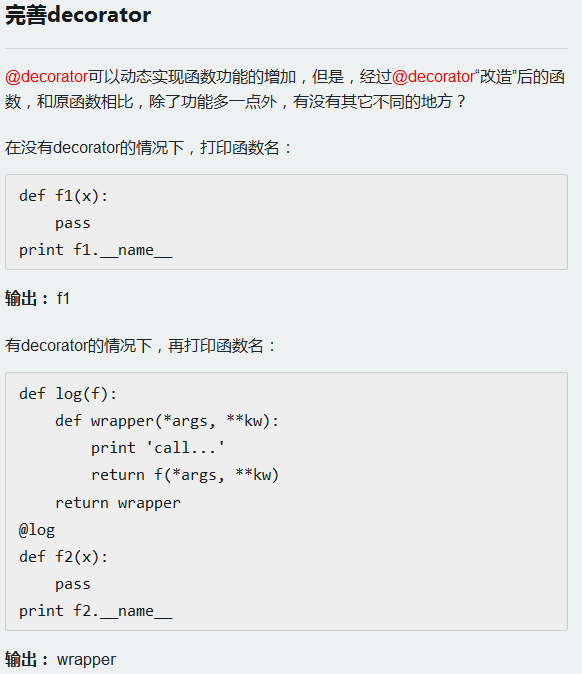 完善decorator
@decorator可以动态实现函数功能的增加，但是，经过@decorator“改造”后的函
数，和原函数相比，除了功能多一点外，有没有其它不同的地方？
在没有decorator的情况下，打印函数名：
def f1(x):
    pass
print f1.__name__
输出： f1
有decorator的情况下，再打印函数名：
def log(f):
    def wrapper(*args, **kw):
        print 'call...'
        return f(*args, **kw)
    return wrapper
@log
def f2(x):
    pass
print f2.__name__
输出： wrapper